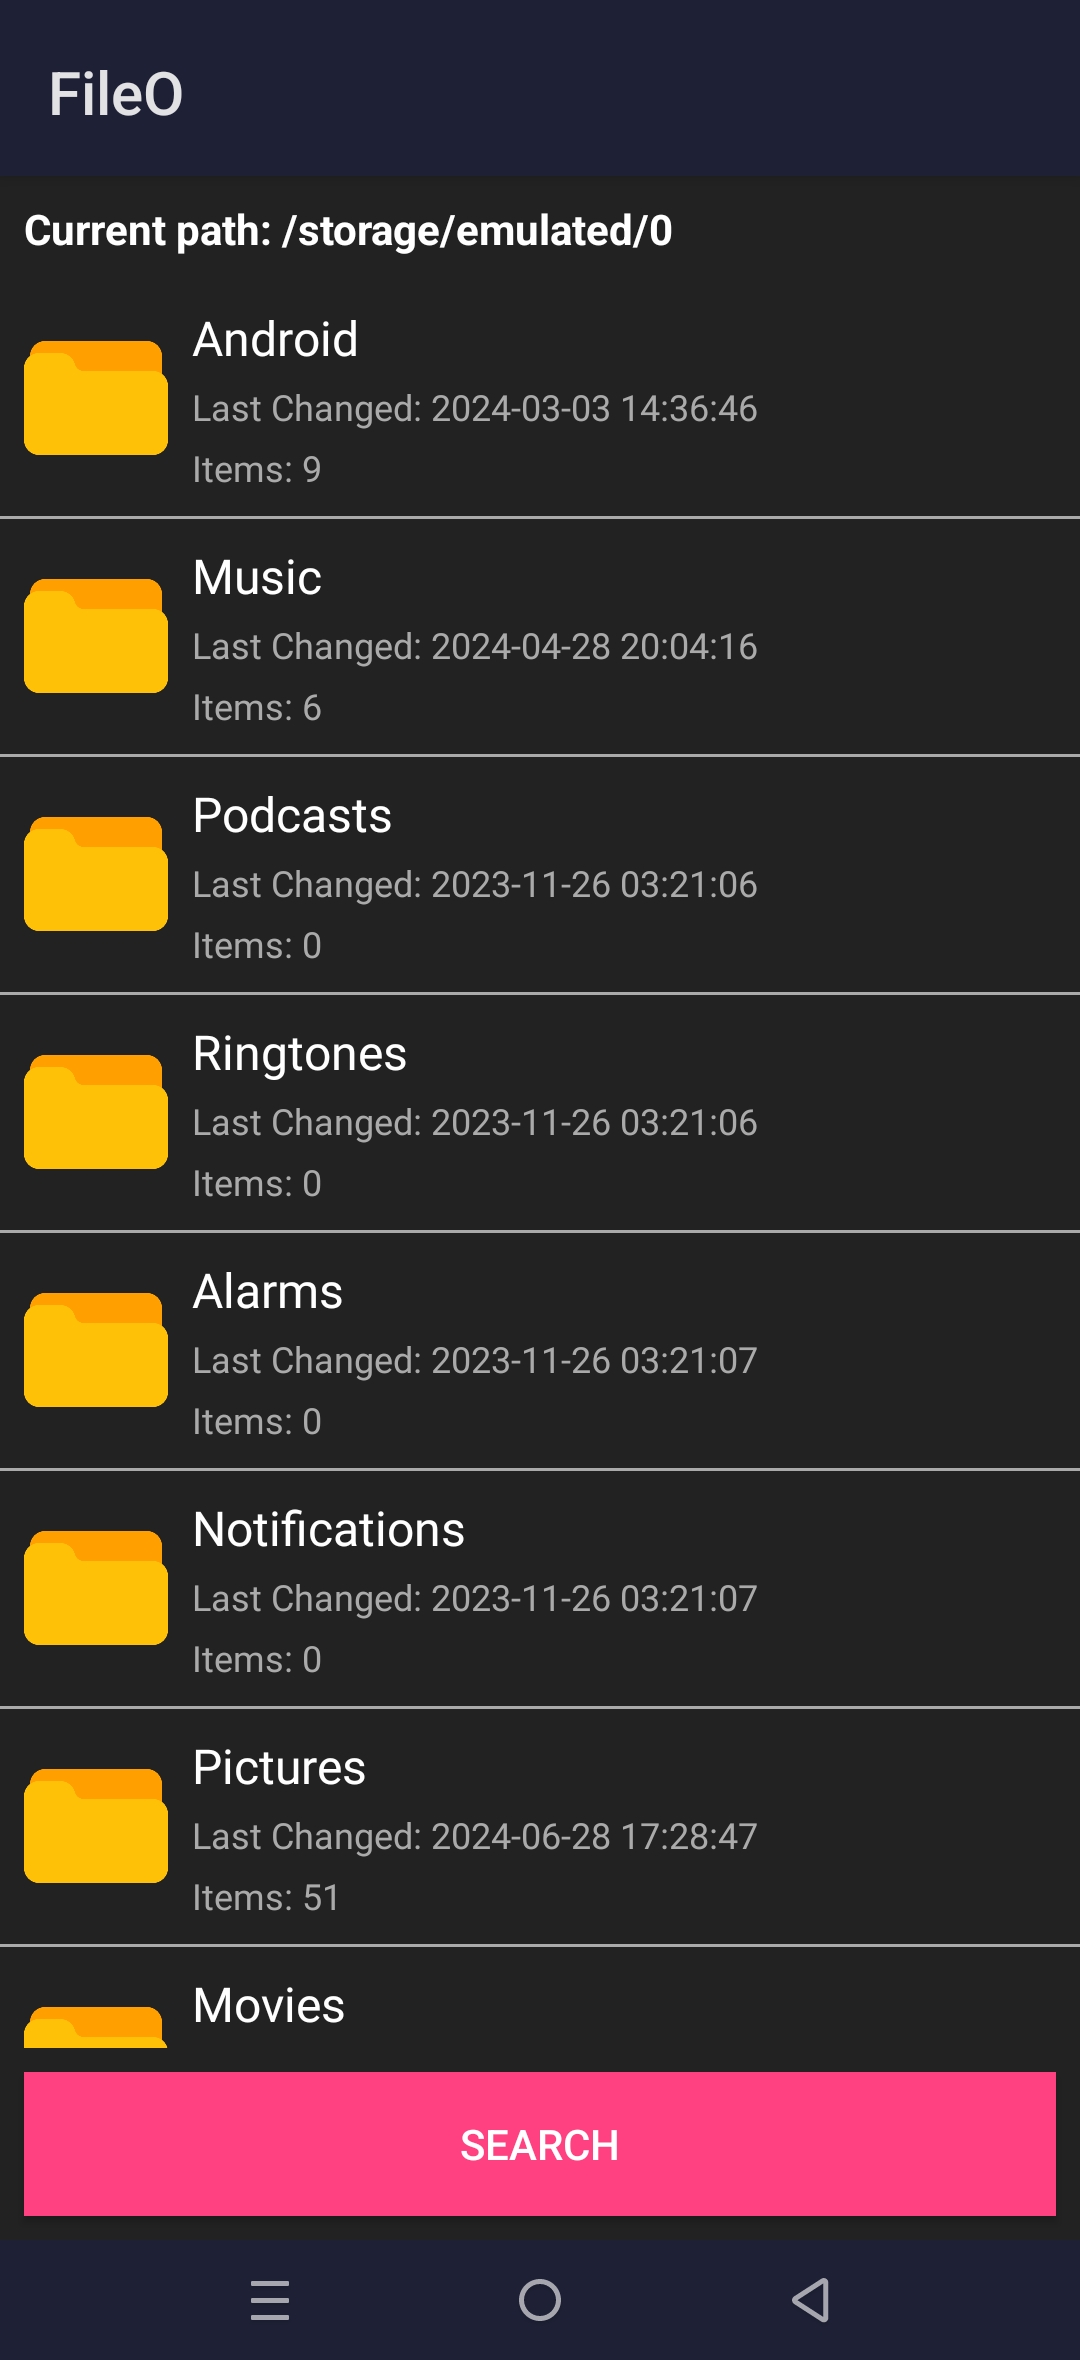 FileO
Current path: /storage/emulated/0
Android
Last Changed: 2024-03-03 14:36:46
Items: 9
Music
Last Changed: 2024-04-28 20:04:16
Items: 6
Podcasts
Last Changed: 2023-11-26 03:21:06
Items: 0
Ringtones
Last Changed: 2023-11-26 03:21:06
Items: 0
Alarms
Last Changed: 2023-11-26 03:21:07
Items: 0
Notifications
Last Changed: 2023-11-26 03:21:07
Items: 0
Pictures
Last Changed: 2024-06-28 17:28:47
Items: 51
Movies
SEARCH